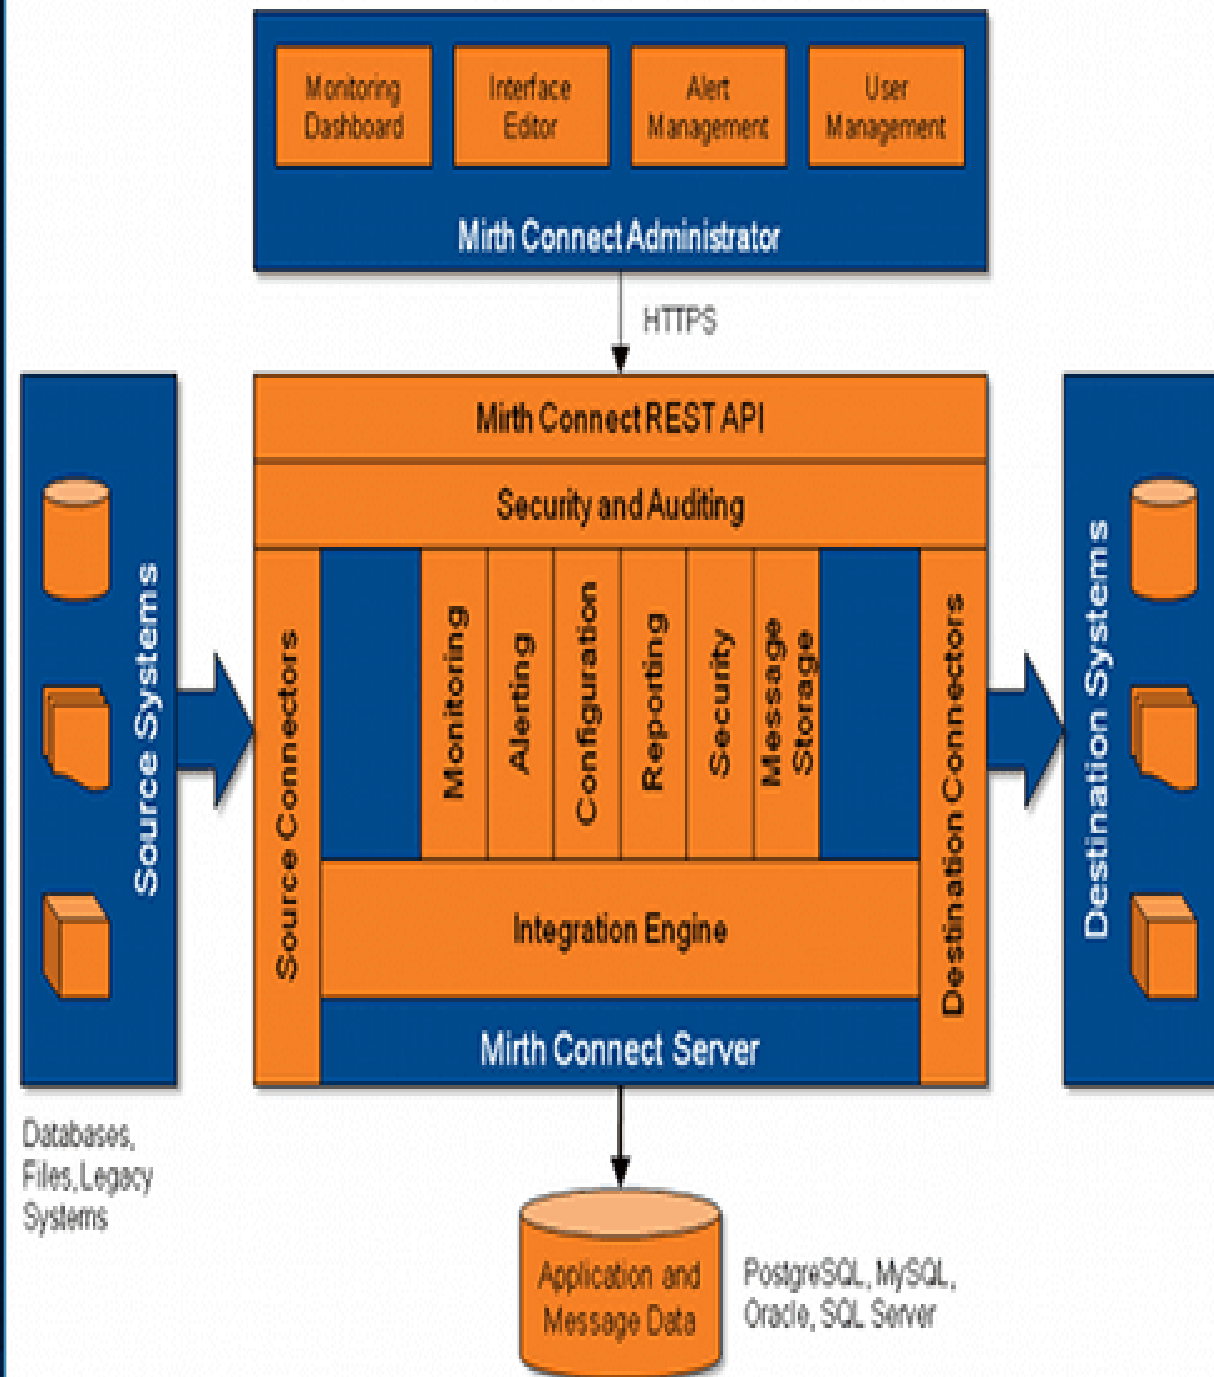 Monitoring
Dashboard
Interface
Editor
Alert
Management
User
Management
Mirth Connect Administrator
HTTPS
Mirth Connect REST API
Security and Auditing
Source Systems
Source Connectors
Monitoring
Alerting
Configuration
Reporting
Security
Message
Storage
Destination Connectors
Destination Systems
Integration Engine
Mirth Connect Server
Databases,
Files, Legacy
Systems
Application and
Message Data
PostgreSQL, MySQL,
Oracle, SQL Server